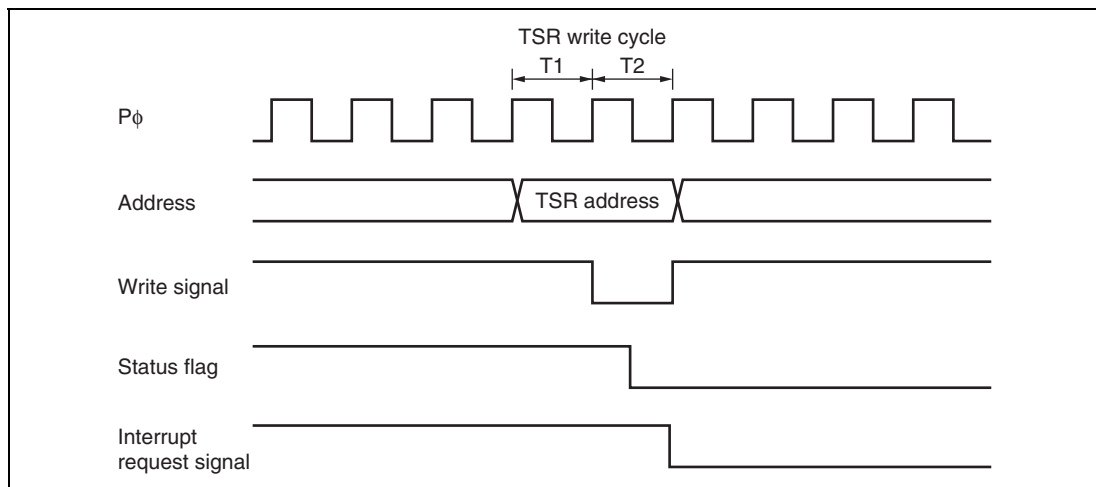 TSR write cycle
T1 T2
Pϕ
Address
TSR address
Write signal
Status flag
Interrupt
request signal